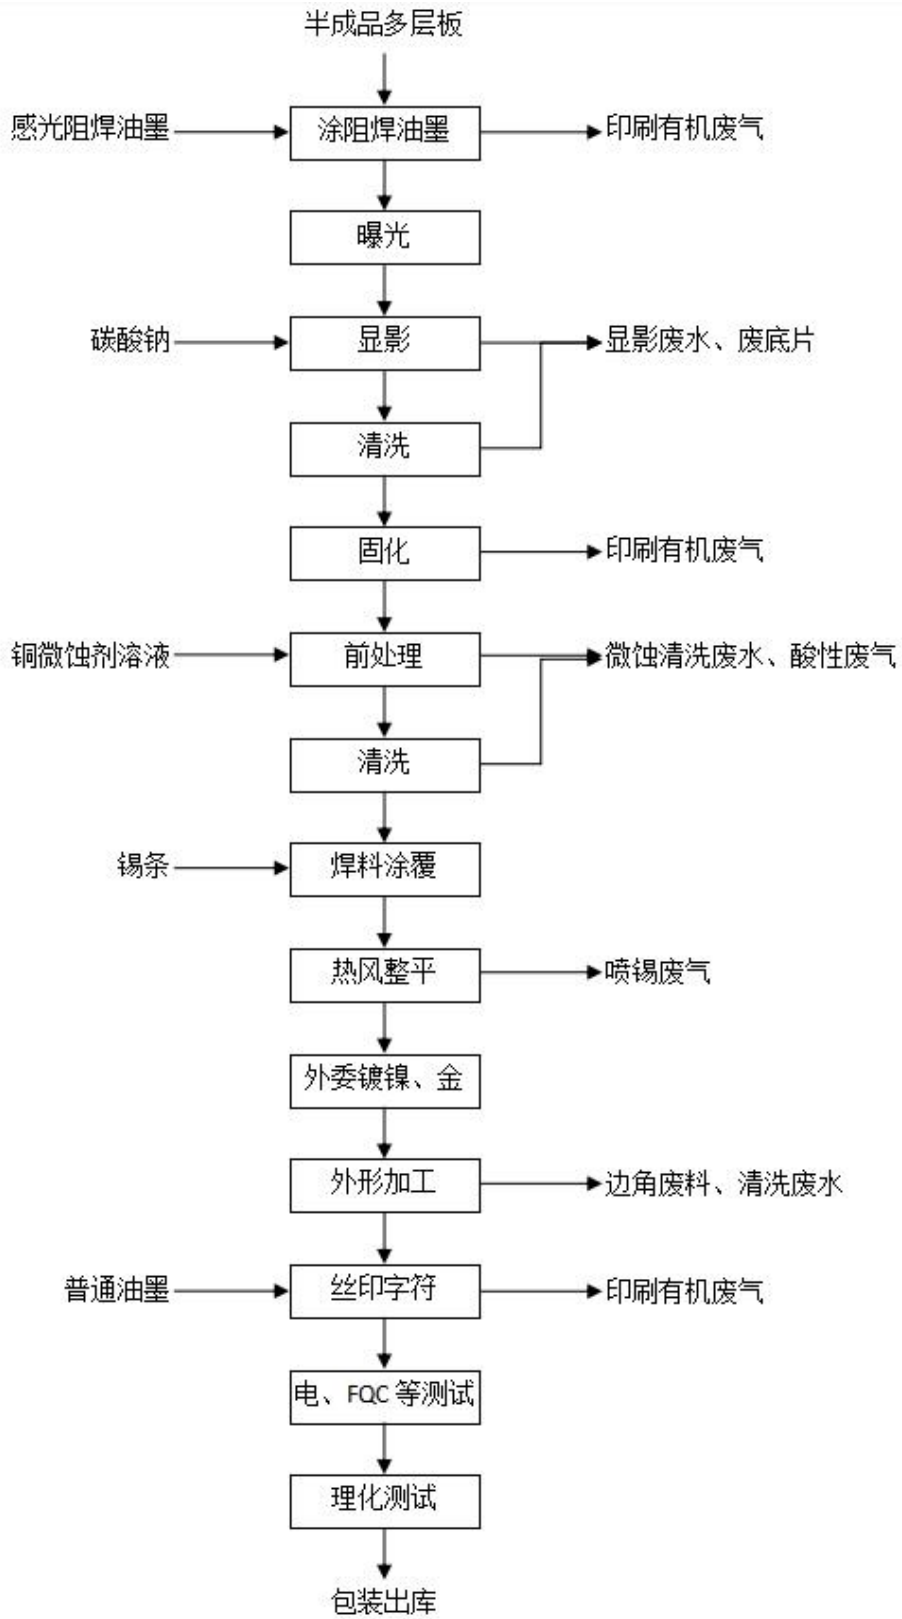 半成品多层板
感光阻焊油墨
涂阻焊油墨
印刷有机废气
曝光
碳酸钠
显影
显影废水、废底片
清洗
固化
印刷有机废气
铜微蚀剂溶液
前处理
微蚀清洗废水、酸性废气
清洗
锡条
焊料涂覆
热风整平
喷锡废气
外委镀镍、金
外形加工
边角废料、清洗废水
普通油墨
丝印字符
印刷有机废气
电、FQC 等测试
理化测试
包装出库